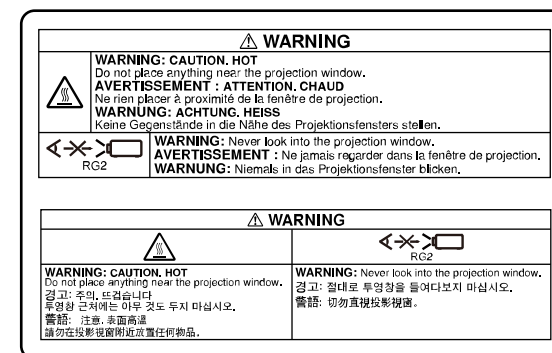 ⚠ WARNING
WARNING: CAUTION. HOT
Do not place anything near the projection window.
AVERTISSEMENT : ATTENTION. CHAUD
Ne rien placer à proximité de la fenêtre de projection.
WARNUNG: ACHTUNG. HEISS
Keine Gegenstände in die Nähe des Projektionsfensters stellen.
RG2
WARNING: Never look into the projection window.
AVERTISSEMENT : Ne jamais regarder dans la fenêtre de projection.
WARNUNG: Niemals in das Projektionsfenster blicken.
⚠ WARNING
WARNING: CAUTION. HOT
Do not place anything near the projection window.
경고: 주의. 뜨겁습니다
투영창 근처에는 아무 것도 두지 마십시오.
警語: 注意. 表面高溫
請勿在投影視窗附近放置任何物品.
RG2
WARNING: Never look into the projection window.
경고: 절대로 투영창을 들여다보지 마십시오.
警語: 切勿直視投影視窗。